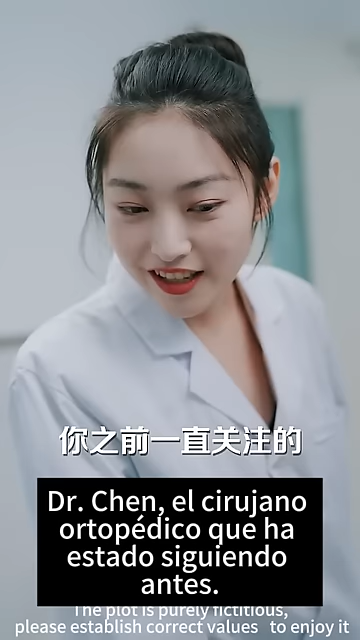 你之前一直关注的
Dr. Chen, el cirujano
ortopédico que ha
estado siguiendo
antes.
The plot is purely fictitious,
please establish correct values to enjoy it